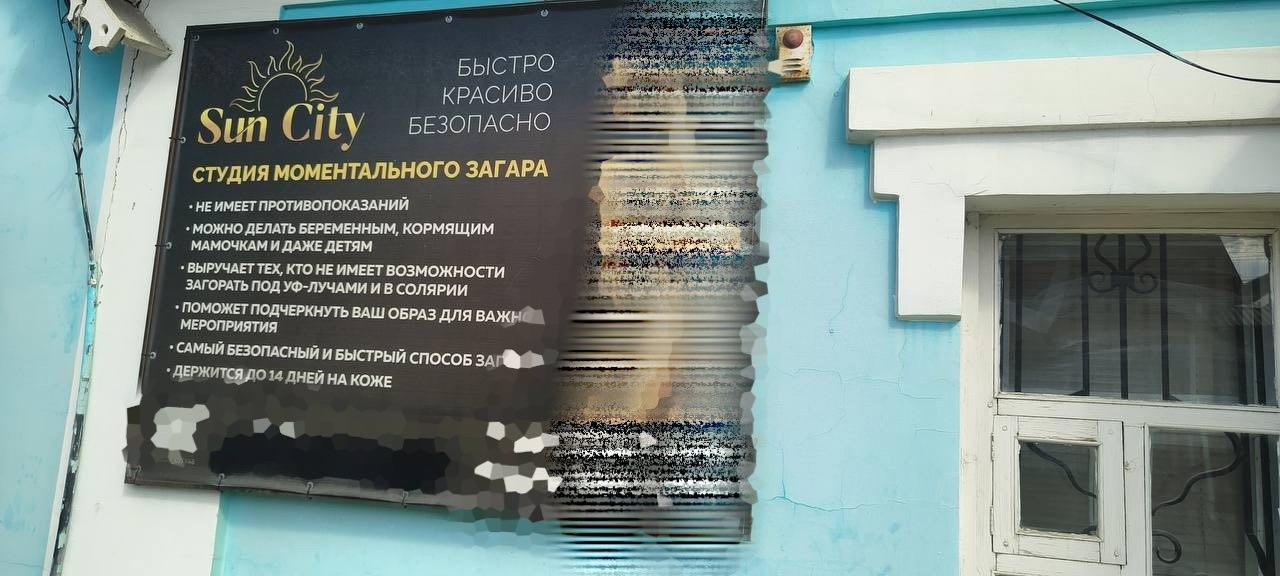 Sun City
БЫСТРО
КРАСИВО
БЕЗОПАСНО
СТУДИЯ МОМЕНТАЛЬНОГО ЗАГАРА
• НЕ ИМЕЕТ ПРОТИВОПОКАЗАНИЙ
• МОЖНО ДЕЛАТЬ БЕРЕМЕННЫМ, КОРМЯЩИМ
МАМОЧКАМ И ДАЖЕ ДЕТЯМ
• ВЫРУЧАЕТ ТЕХ, КТО НЕ ИМЕЕТ ВОЗМОЖНОСТИ
ЗАГОРАТЬ ПОД УФ-ЛУЧАМИ И В СОЛЯРИИ
• ПОМОЖЕТ ПОДЧЕРКНУТЬ ВАШ ОБРАЗ ДЛЯ
МЕРОПРИЯТИЯ
• САМЫЙ БЕЗОПАСНЫЙ И БЫСТРЫЙ СПОСОБ
• ДЕРЖИТСЯ ДО 14 ДНЕЙ НА КОЖЕ